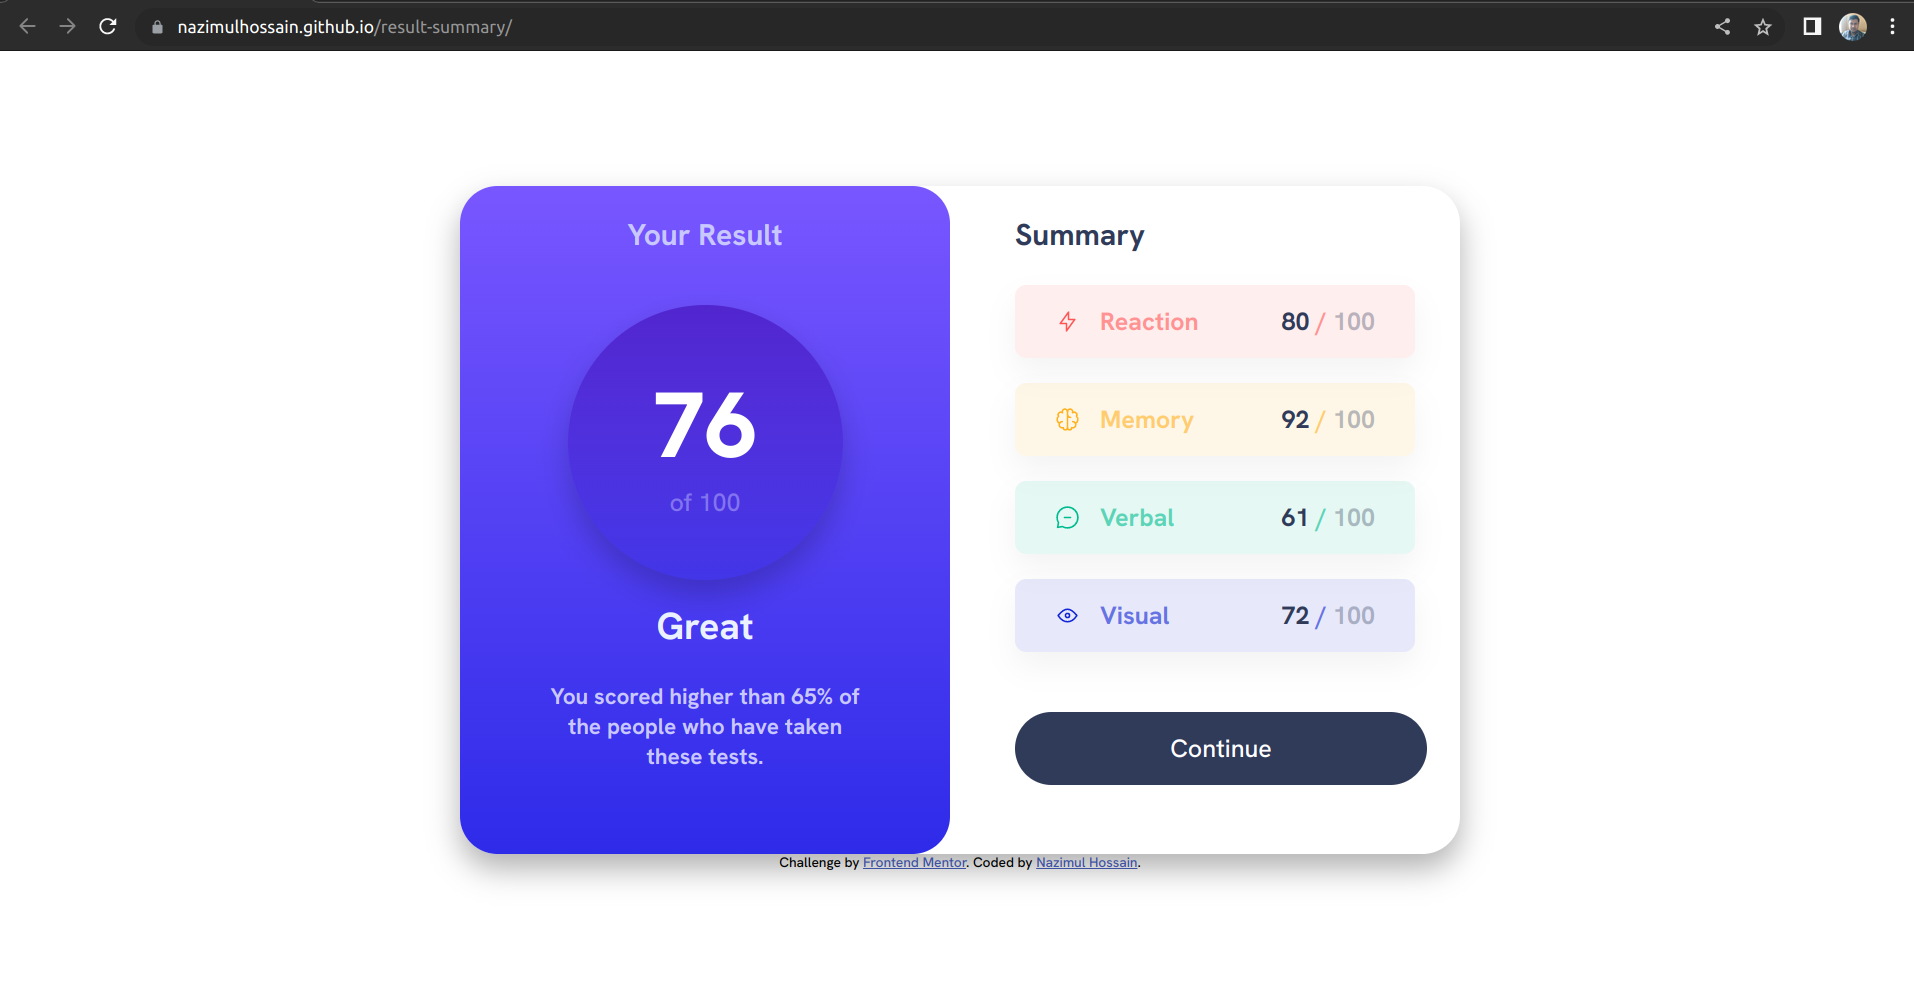 nazimulhossain.github.io/result-summary/
Your Result
76
of 100
Great
You scored higher than 65% of
the people who have taken
these tests.
Summary
Reaction 80 / 100
Memory 92 / 100
Verbal 61 / 100
Visual 72 / 100
Continue
Challenge by Frontend Mentor. Coded by Nazimul Hossain.